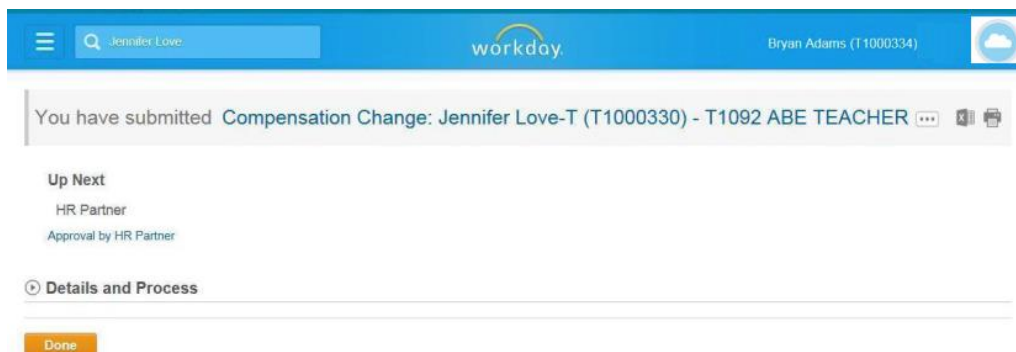 Jennifer Love
workday.
Bryan Adams (T1000334)
You have submitted Compensation Change: Jennifer Love-T (T1000330) - T1092 ABE TEACHER
Up Next
HR Partner
Approval by HR Partner
Details and Process
Done